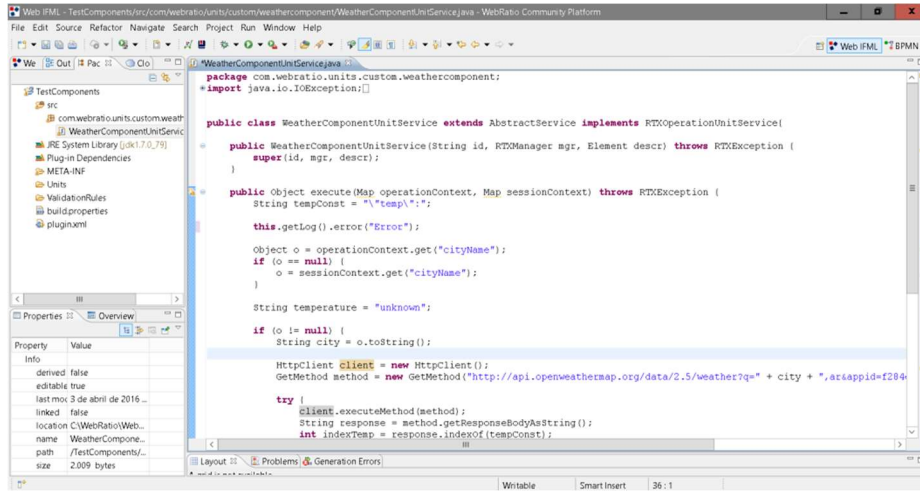 Web IFML - TestComponents/src/com/webratio/units/custom/weathercomponent/WeatherComponentUnitService.java - WebRatio Community Platform
File Edit Source Refactor Navigate Search Project Run Window Help
Web IFML BPMN
We Out Pac Clo
*WeatherComponentUnitService.java
TestComponents
src
com.webratio.units.custom.weath
WeatherComponentUnitServic
JRE System Library [jdk1.7.0_79]
Plug-in Dependencies
META-INF
Units
ValidationRules
build.properties
plugin.xml
package com.webratio.units.custom.weathercomponent;
import java.io.IOException;
public class WeatherComponentUnitService extends AbstractService implements RTXOperationUnitService{
public WeatherComponentUnitService(String id, RTXManager mgr, Element descr) throws RTXException {
super(id, mgr, descr);
}
public Object execute(Map operationContext, Map sessionContext) throws RTXException {
String tempConst = "\"temp\":";
this.getLog().error("Error");
Object o = operationContext.get("cityName");
if (o == null) {
o = sessionContext.get("cityName");
}
String temperature = "unknown";
if (o != null) {
String city = o.toString();
HttpClient client = new HttpClient();
GetMethod method = new GetMethod("http://api.openweathermap.org/data/2.5/weather?q=" + city + ",ar&appid=f284
try {
client.executeMethod(method);
String response = method.getResponseBodyAsString();
int indexTemp = response.indexOf(tempConst);
Properties Overview
Property Value
Info
derived false
editable true
last moc 3 de abril de 2016 ...
linked false
location C:\WebRatio\Web...
name WeatherCompone...
path /TestComponents/...
size 2.009 bytes
Layout Problems Generation Errors
A grid is not available
Writable Smart Insert 36 : 1